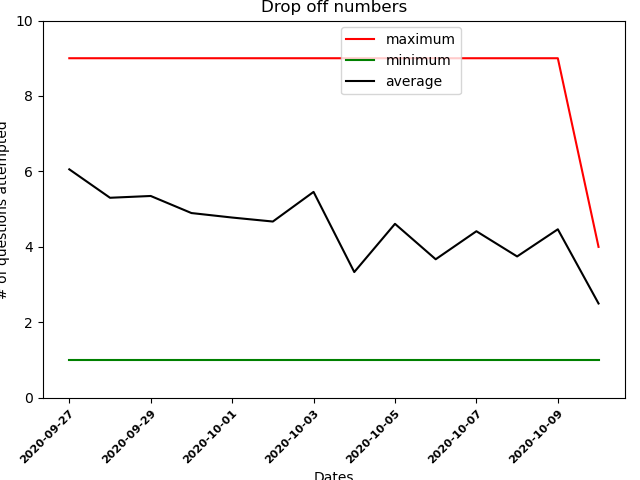 Drop off numbers
maximum
minimum
average
# of questions attempted
10
8
6
4
2
0
2020-09-27
2020-09-29
2020-10-01
2020-10-03
2020-10-05
2020-10-07
2020-10-09
Dates